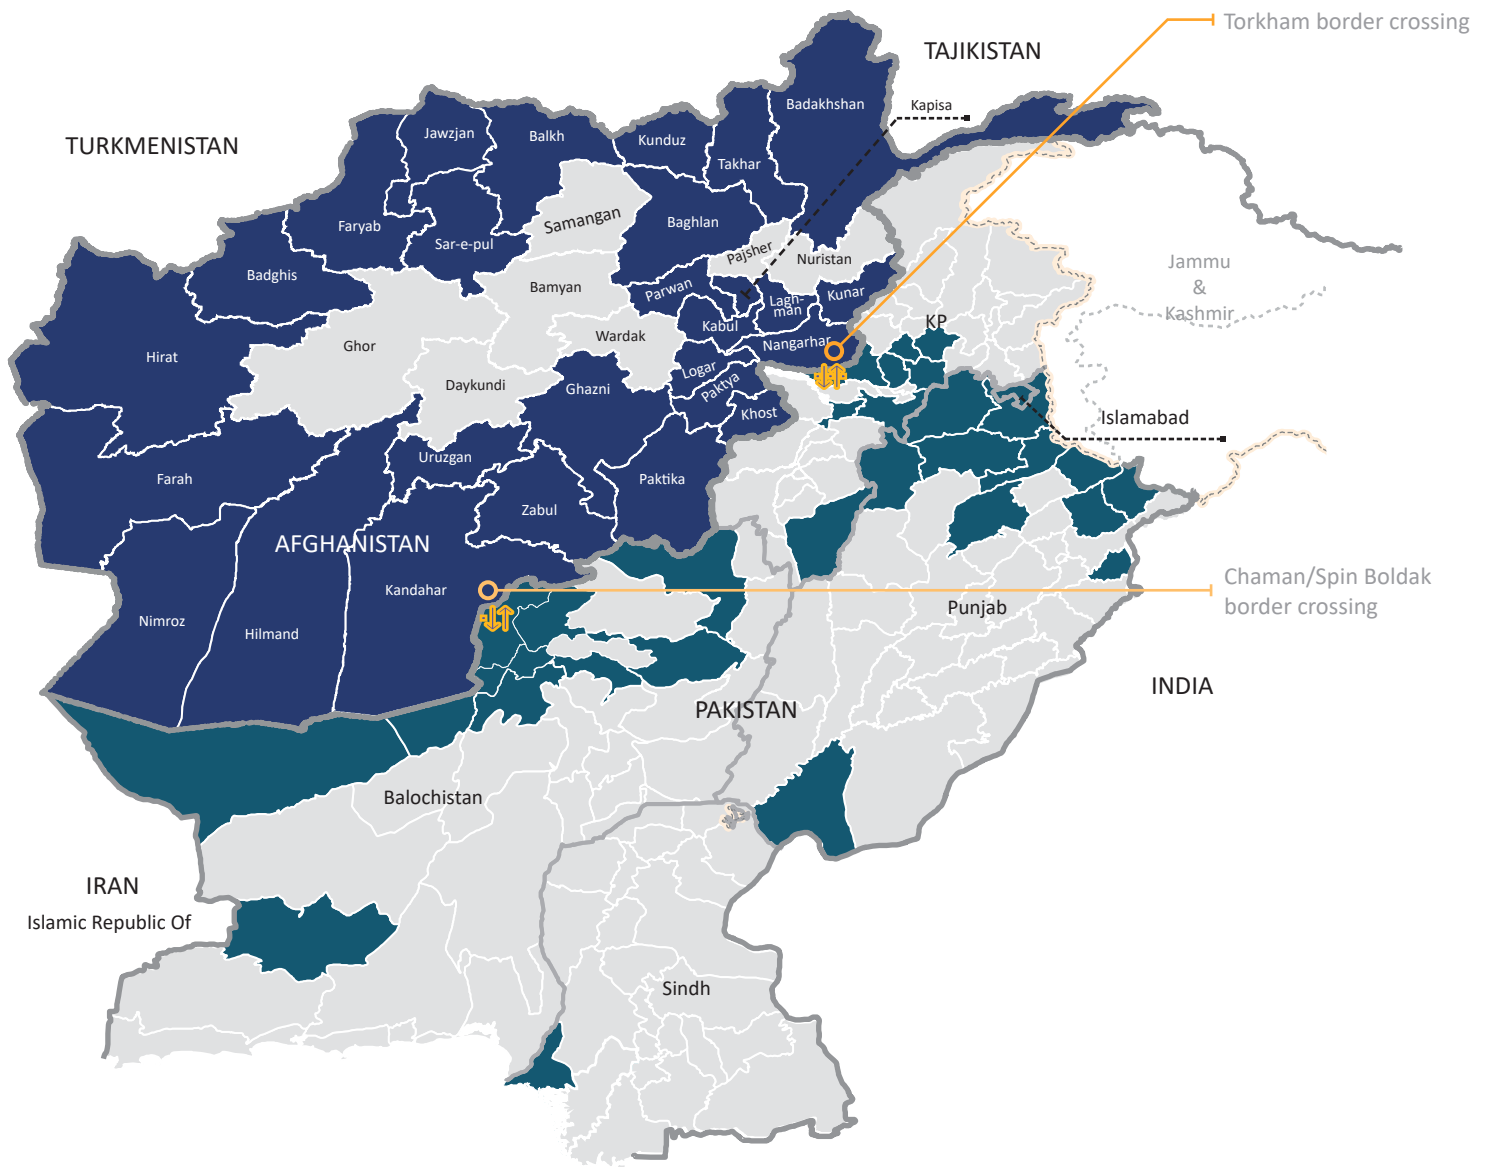 Torkham border crossing
TAJIKISTAN
Badakhshan
Kapisa
Jawzjan
Balkh
Kunduz
TURKMENISTAN
Takhar
Samangan
Baghlan
Faryab
Sar-e-pul
Pajsher
Nuristan
Jammu
&
Kashmir
Badghis
Bamyan
Parwan
Lagh-
man
Kunar
KP
Kabul
Wardak
Nangarhar
Hirat
Ghor
Logar
Daykundi
Ghazni
Paktya
Khost
Islamabad
Uruzgan
Farah
Paktika
Zabul
AFGHANISTAN
Kandahar
Chaman/Spin Boldak
border crossing
Punjab
Nimroz
Hilmand
INDIA
PAKISTAN
Balochistan
IRAN
Islamic Republic Of
Sindh